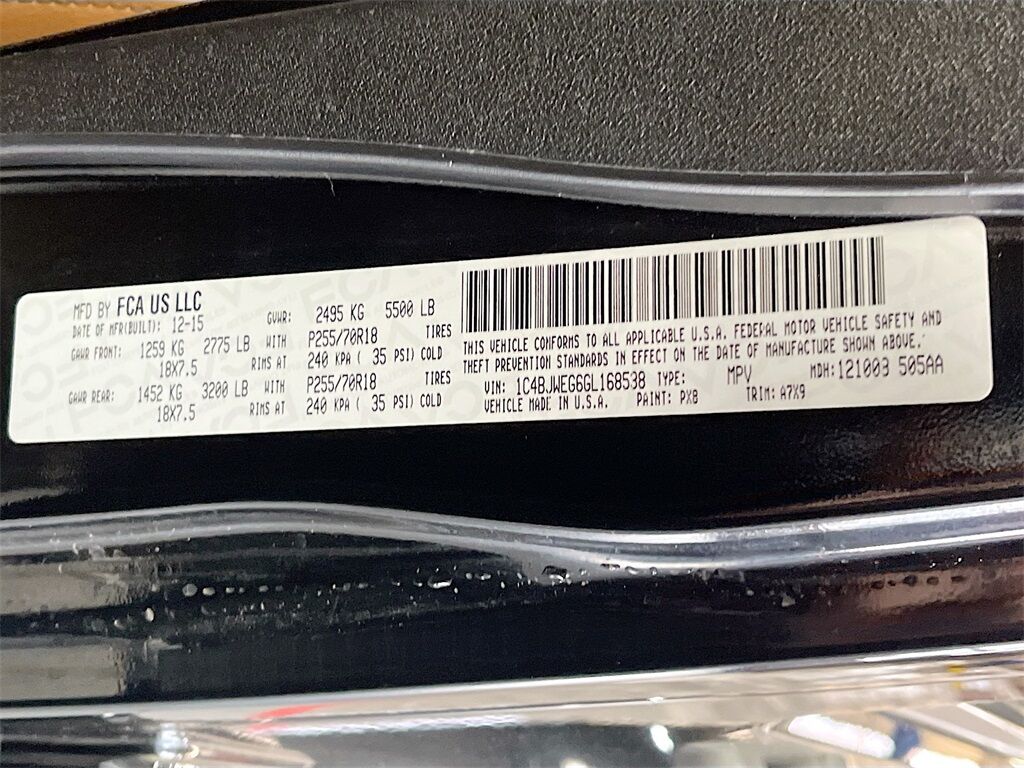 MFD BY FCA US LLC
DATE OF MFR(BUILT): 12-15 GVWR: 2495 KG 5500 LB
GAWR FRONT: 1259 KG 2775 LB WITH P255/70R18 TIRES
18X7.5 RIMS AT 240 KPA ( 35 PSI) COLD
GAWR REAR: 1452 KG 3200 LB WITH P255/70R18 TIRES
18X7.5 RIMS AT 240 KPA ( 35 PSI) COLD
THIS VEHICLE CONFORMS TO ALL APPLICABLE U.S.A. FEDERAL MOTOR VEHICLE SAFETY AND
THEFT PREVENTION STANDARDS IN EFFECT ON THE DATE OF MANUFACTURE SHOWN ABOVE.
VIN: 1C4BJWEG6GL168538 TYPE: MPV MDH: 121003 505AA
VEHICLE MADE IN U.S.A. PAINT: PX8 TRIM: A7X9